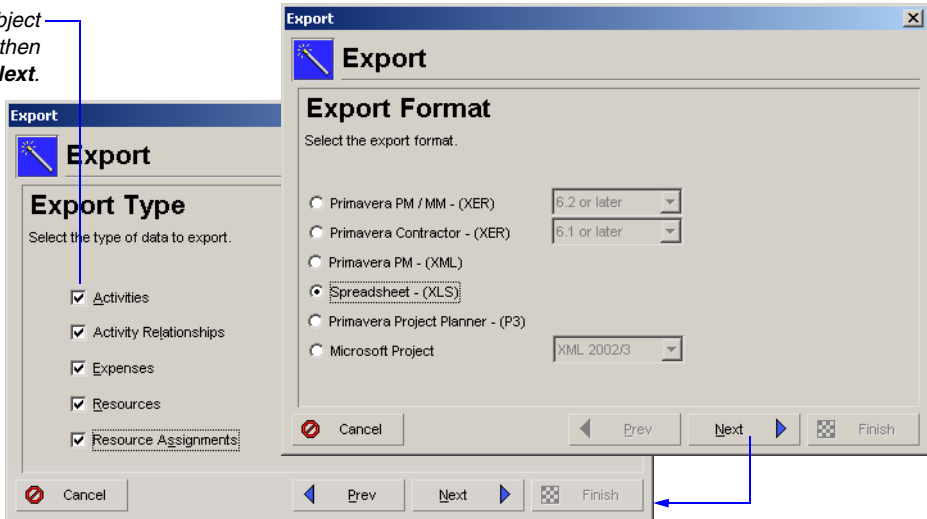 then
Export
Export
Export Format
Select the export format.
Primavera PM / MM - (XER)
6.2 or later
Primavera Contractor - (XER)
6.1 or later
Primavera PM - (XML)
Spreadsheet - (XLS)
Primavera Project Planner - (P3)
Microsoft Project
XML 2002/3
Cancel
Prev
Next
Finish
Export
Export
Export Type
Select the type of data to export.
Activities
Activity Relationships
Expenses
Resources
Resource Assignments
Cancel
Prev
Next
Finish